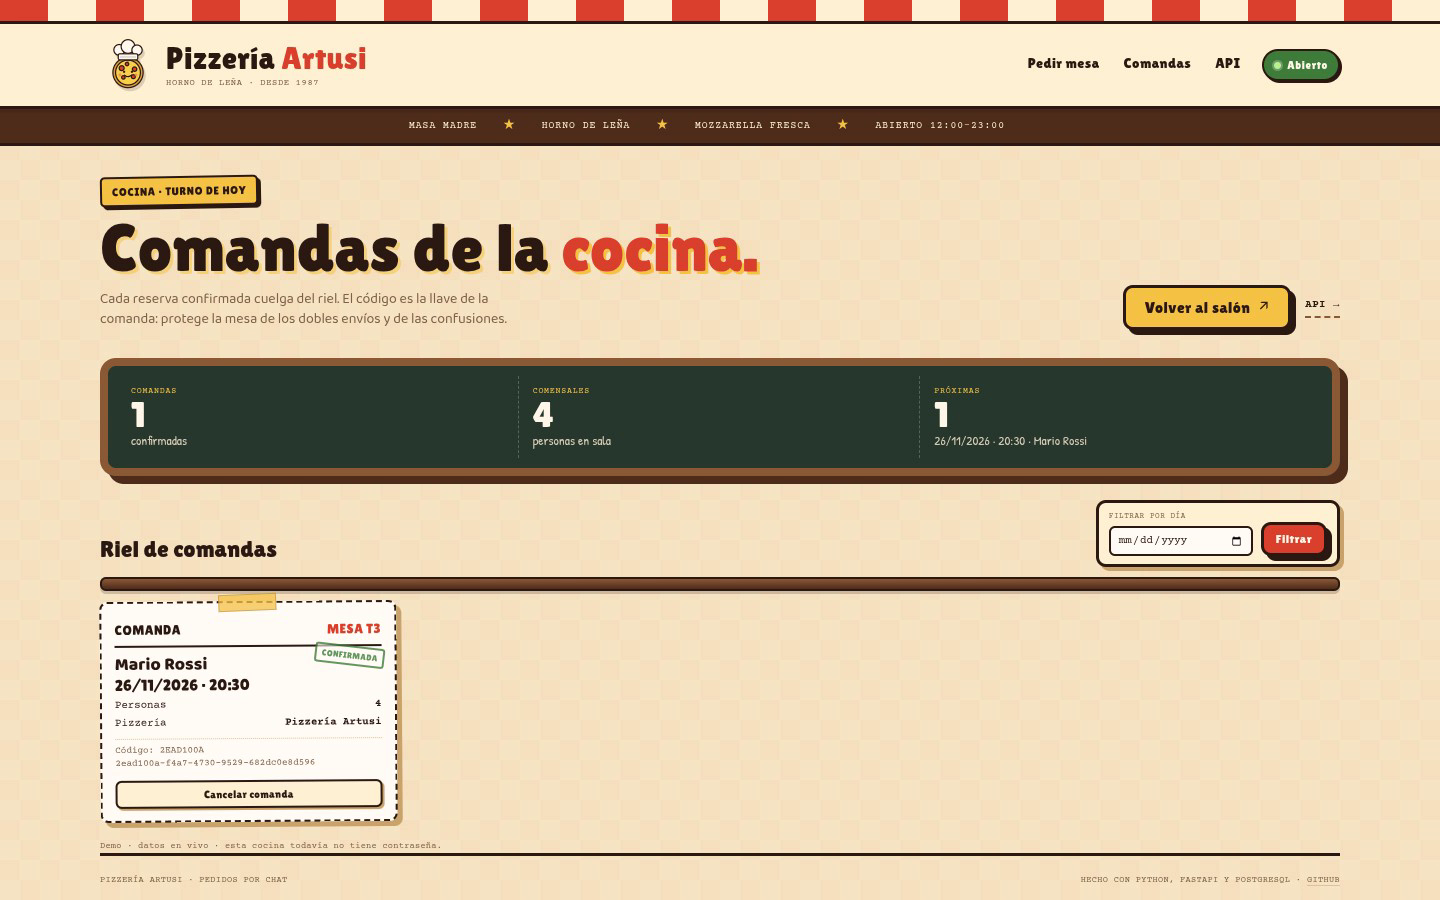 Pizzería Artusi
HORNO DE LEÑA · DESDE 1987
Pedir mesa
Comandas
API
Abierto
MASA MADRE ★ HORNO DE LEÑA ★ MOZZARELLA FRESCA ★ ABIERTO 12:00–23:00
COCINA · TURNO DE HOY
Comandas de la cocina.
Cada reserva confirmada cuelga del riel. El código es la llave de la
comanda: protege la mesa de los dobles envíos y de las confusiones.
Volver al salón ↗
API →
COMANDAS
1
confirmadas
COMENSALES
4
personas en sala
PRÓXIMAS
1
26/11/2026 · 20:30 · Mario Rossi
Riel de comandas
FILTRAR POR DÍA
mm/dd/yyyy
Filtrar
COMANDA
MESA T3
CONFIRMADA
Mario Rossi
26/11/2026 · 20:30
Personas 4
Pizzería Pizzería Artusi
Código: 2EAD100A
2ead100a-f4a7-4730-9529-682dc0e8d596
Cancelar comanda
Demo · datos en vivo · esta cocina todavía no tiene contraseña.
PIZZERÍA ARTUSI · PEDIDOS POR CHAT
HECHO CON PYTHON, FASTAPI Y POSTGRESQL · GITHUB